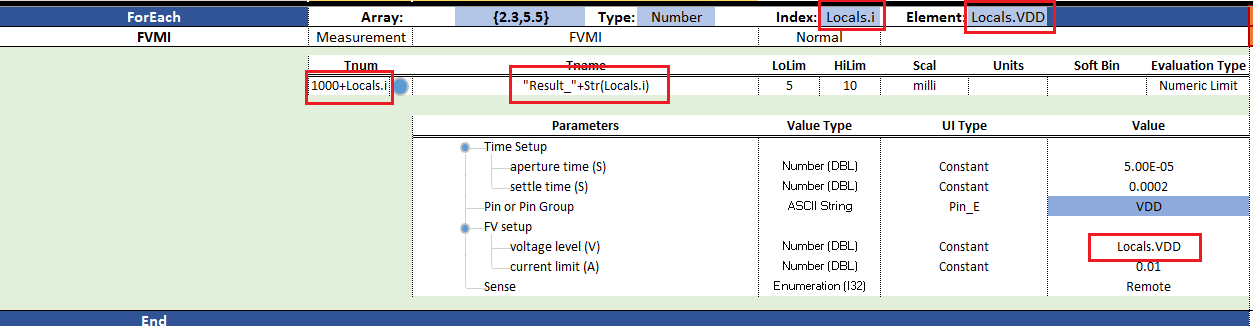 ForEach Array: {2.3,5.5} Type: Number Index: Locals.i Element: Locals.VDD
FVMI Measurement FVMI Normal
Tnum Tname LoLim HiLim Scal Units Soft Bin Evaluation Type
1000+Locals.i "Result_"+Str(Locals.i) 5 10 milli Numeric Limit
Parameters Value Type UI Type Value
Time Setup
aperture time (S) Number (DBL) Constant 5.00E-05
settle time (S) Number (DBL) Constant 0.0002
Pin or Pin Group ASCII String Pin_E VDD
FV setup
voltage level (V) Number (DBL) Constant Locals.VDD
current limit (A) Number (DBL) Constant 0.01
Sense Enumeration (I32) Remote
End